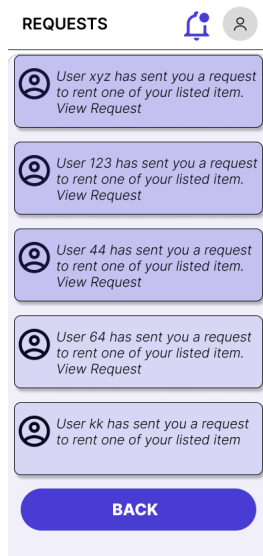 REQUESTS
User xyz has sent you a request
to rent one of your listed item.
View Request
User 123 has sent you a request
to rent one of your listed item.
View Request
User 44 has sent you a request
to rent one of your listed item.
View Request
User 64 has sent you a request
to rent one of your listed item.
View Request
User kk has sent you a request
to rent one of your listed item
BACK